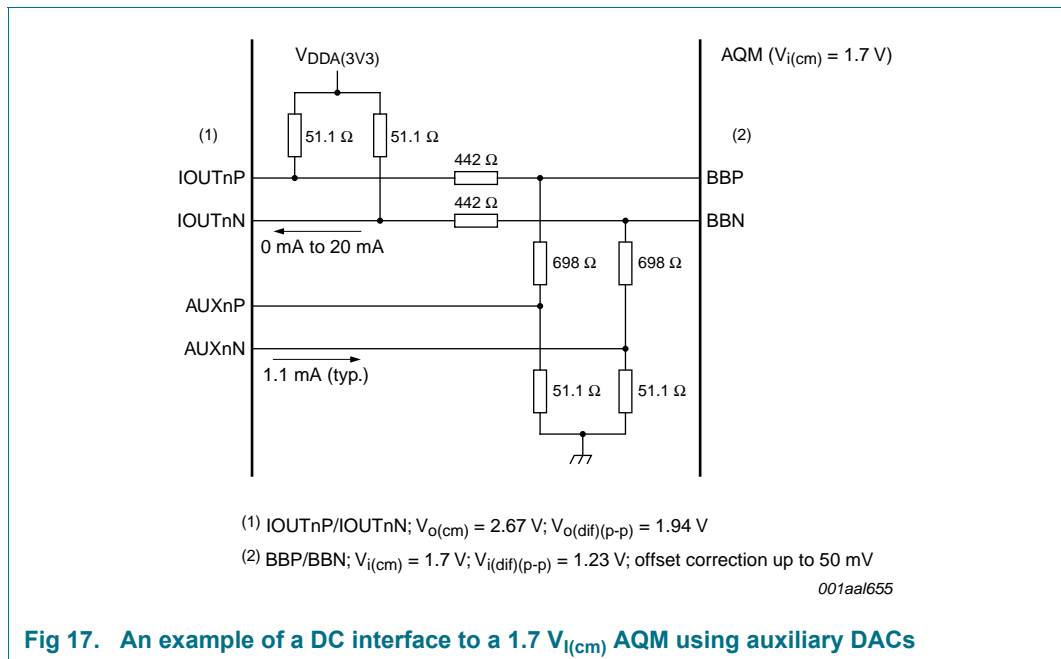 VDDA(3V3)
AQM (Vi(cm) = 1.7 V)
(1)
51.1 Ω
51.1 Ω
(2)
442 Ω
IOUTnP
BBP
442 Ω
IOUTnN
BBN
0 mA to 20 mA
698 Ω
698 Ω
AUXnP
AUXnN
1.1 mA (typ.)
51.1 Ω
51.1 Ω
(1) IOUTnP/IOUTnN; Vo(cm) = 2.67 V; Vo(dif)(p-p) = 1.94 V
(2) BBP/BBN; Vi(cm) = 1.7 V; Vi(dif)(p-p) = 1.23 V; offset correction up to 50 mV
001aal655
Fig 17. An example of a DC interface to a 1.7 VI(cm) AQM using auxiliary DACs